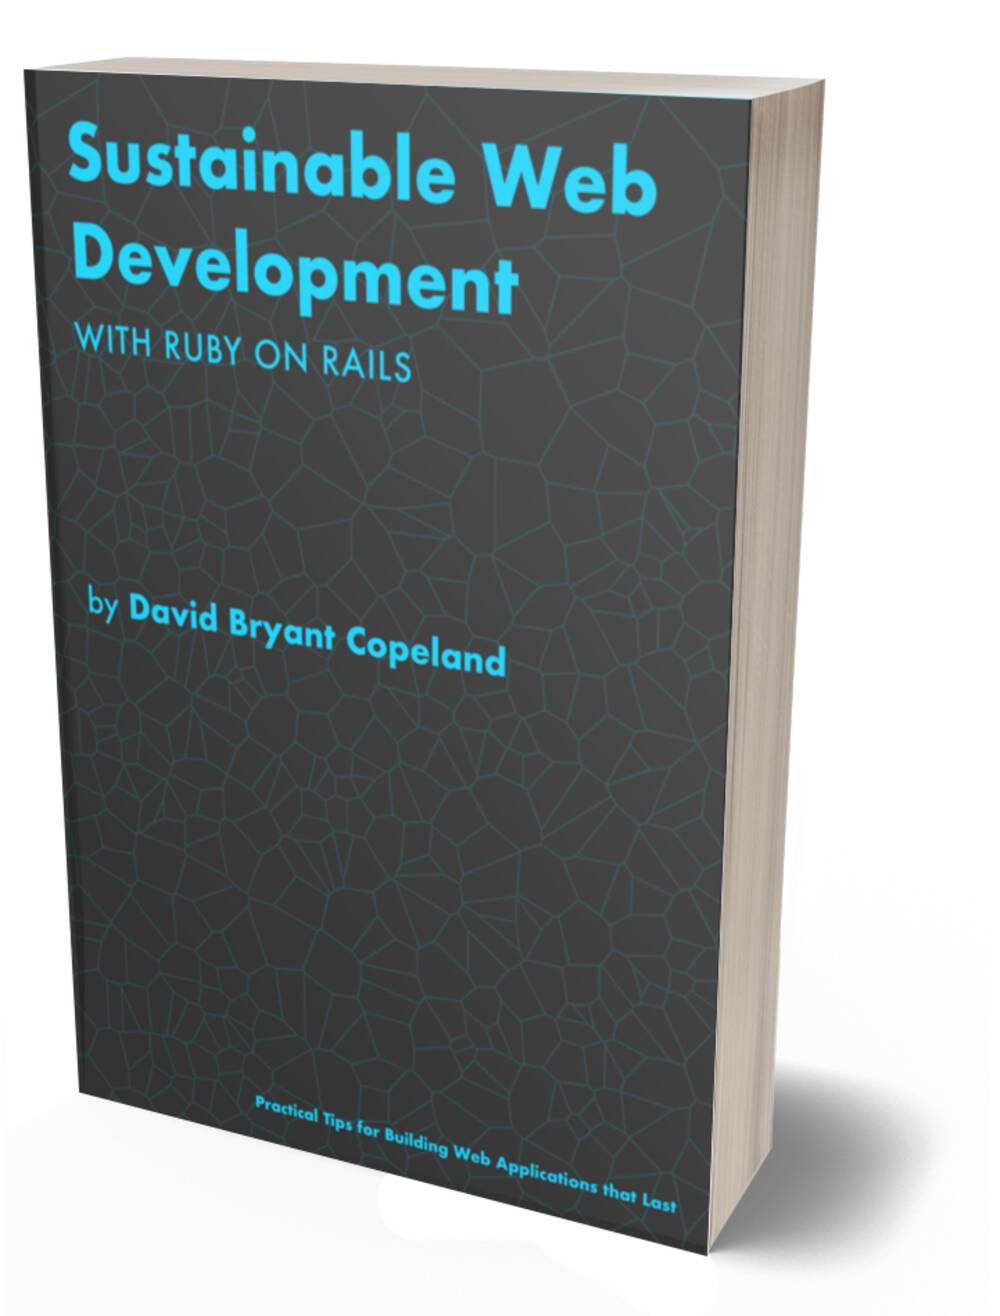 Sustainable Web
Development
WITH RUBY ON RAILS
by David Bryant Copeland
Practical Tips for Building Web Applications that Last